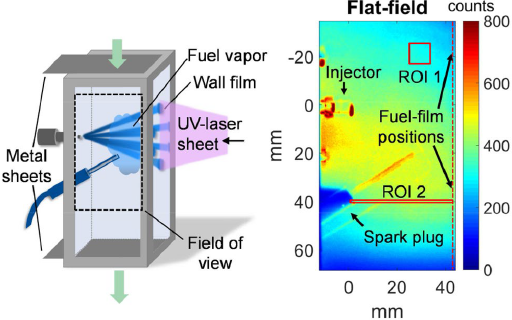 Fuel vapor
Wall film
UV-laser
sheet
Metal
sheets
Field of
view
Flat-field
counts
-20
0
20
40
60
mm
Injector
ROI 1
Fuel-film
positions
ROI 2
Spark plug
0
20
40
mm
800
600
400
200
0